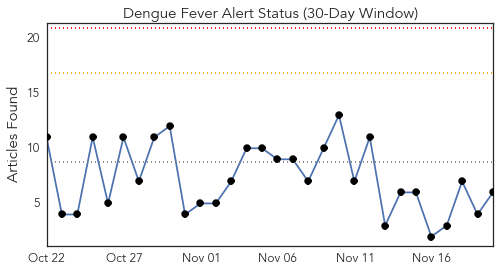 Dengue Fever Alert Status (30-Day Window)
Articles Found
20
15
10
5
Oct 22 Oct 27 Nov 01 Nov 06 Nov 11 Nov 16